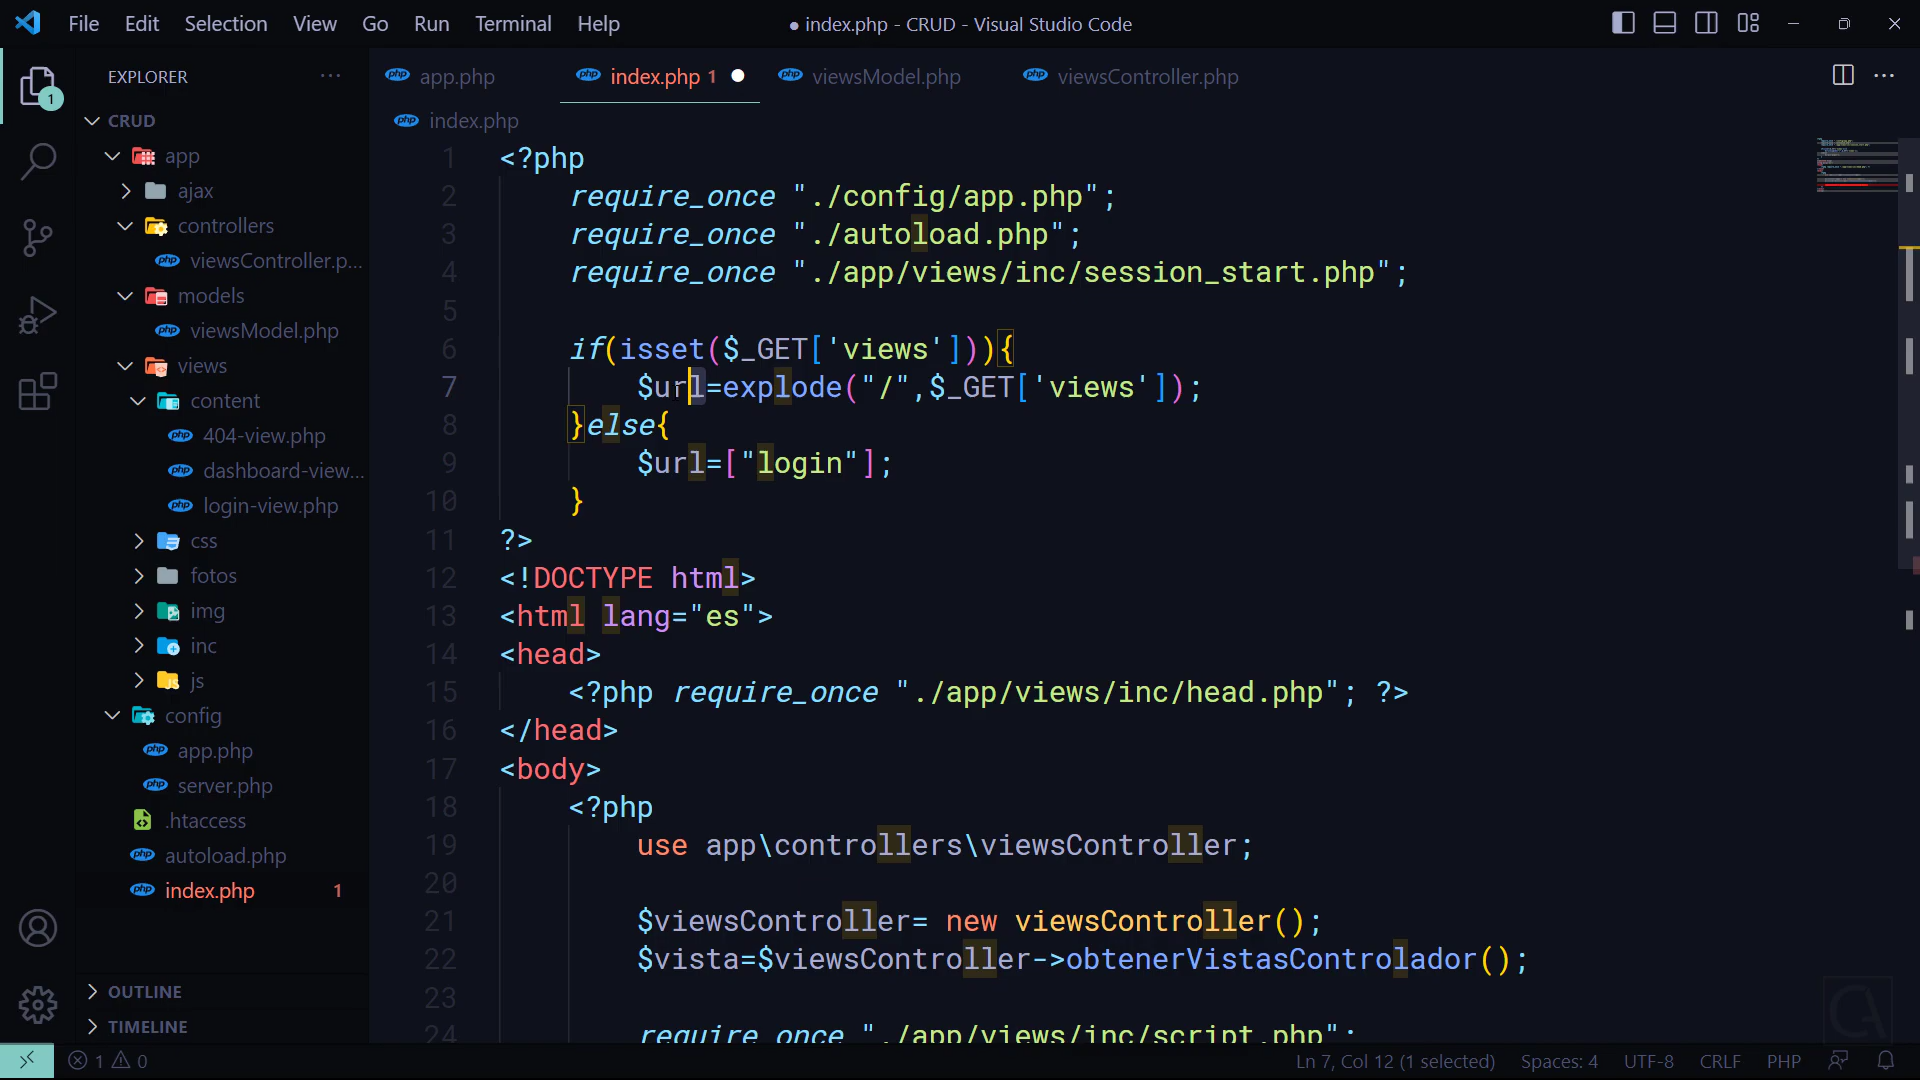 File Edit Selection View Go Run Terminal Help
● index.php - CRUD - Visual Studio Code
EXPLORER
1
CRUD
app
ajax
controllers
viewsController.p...
models
viewsModel.php
views
content
404-view.php
dashboard-view...
login-view.php
css
fotos
img
inc
js
config
app.php
server.php
.htaccess
autoload.php
index.php 1
OUTLINE
TIMELINE
app.php index.php 1 viewsModel.php viewsController.php
index.php
1 <?php
2 require_once "./config/app.php";
3 require_once "./autoload.php";
4 require_once "./app/views/inc/session_start.php";
5
6 if(isset($_GET['views'])){
7 $url=explode("/",$_GET['views']);
8 }else{
9 $url=["login"];
10 }
11 ?>
12 <!DOCTYPE html>
13 <html lang="es">
14 <head>
15 <?php require_once "./app/views/inc/head.php"; ?>
16 </head>
17 <body>
18 <?php
19 use app\controllers\viewsController;
20
21 $viewsController= new viewsController();
22 $vista=$viewsController->obtenerVistasControlador();
23
24 require_once "./app/views/inc/script.php";
1 0
Ln 7, Col 12 (1 selected) Spaces: 4 UTF-8 CRLF PHP